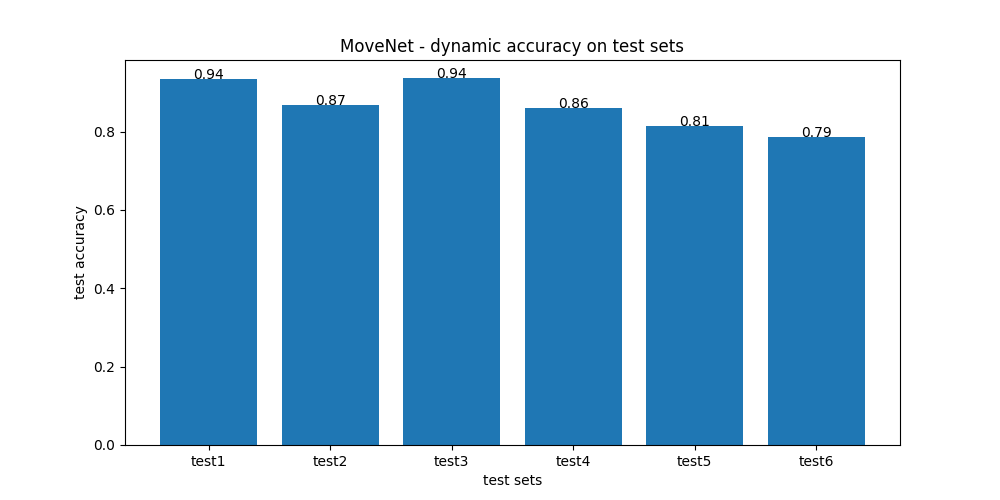 MoveNet - dynamic accuracy on test sets
0.94
0.87
0.94
0.86
0.81
0.79
0.8
0.6
0.4
0.2
0.0
test accuracy
test1
test2
test3
test4
test5
test6
test sets